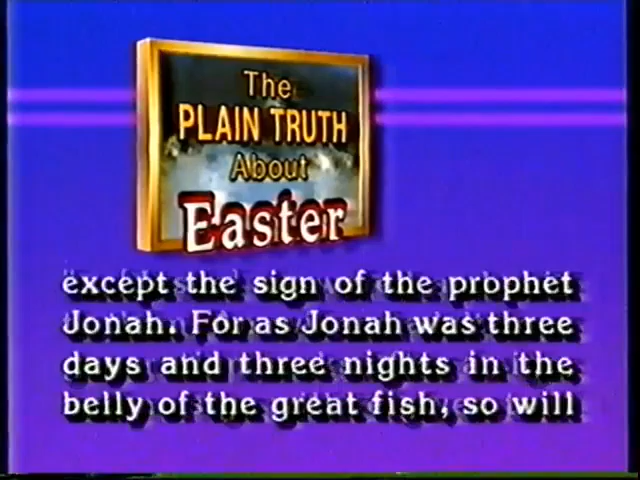 The
PLAIN TRUTH
About
Easter
except the sign of the prophet
Jonah. For as Jonah was three
days and three nights in the
belly of the great fish, so will